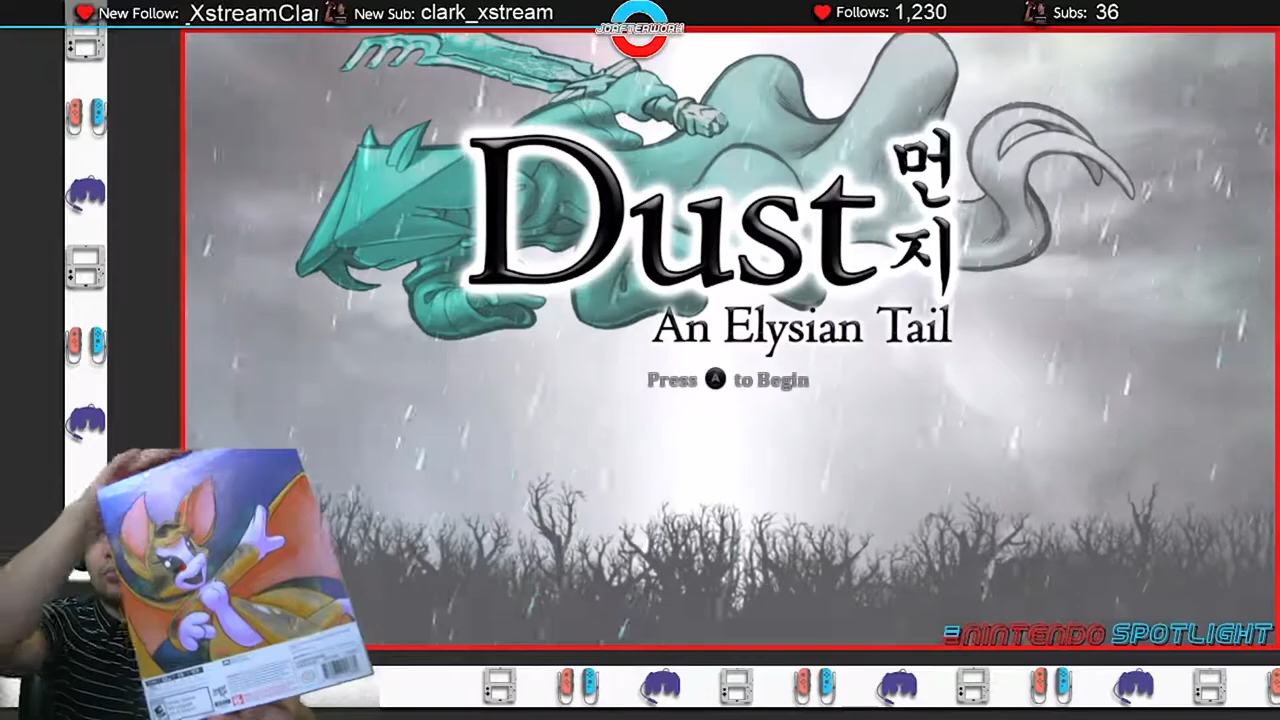 New Follow: _XstreamClar
New Sub: clark_xstream
Follows: 1,230
Subs: 36
Dust
먼지
An Elysian Tail
Press A to Begin
NINTENDO SPOTLIGHT